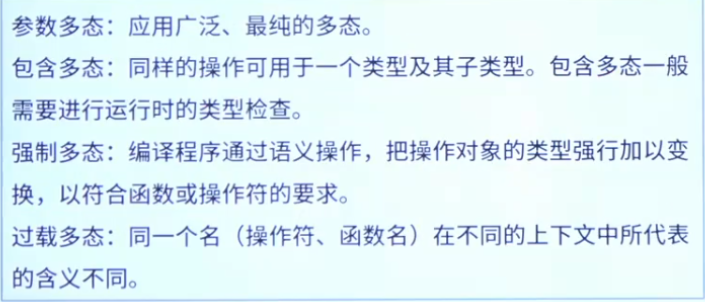 参数多态：应用广泛、最纯的多态。
包含多态：同样的操作可用于一个类型及其子类型。包含多态一般
需要进行运行时的类型检查。
强制多态：编译程序通过语义操作，把操作对象的类型强行加以变
换，以符合函数或操作符的要求。
过载多态：同一个名（操作符、函数名）在不同的上下文中所代表
的含义不同。